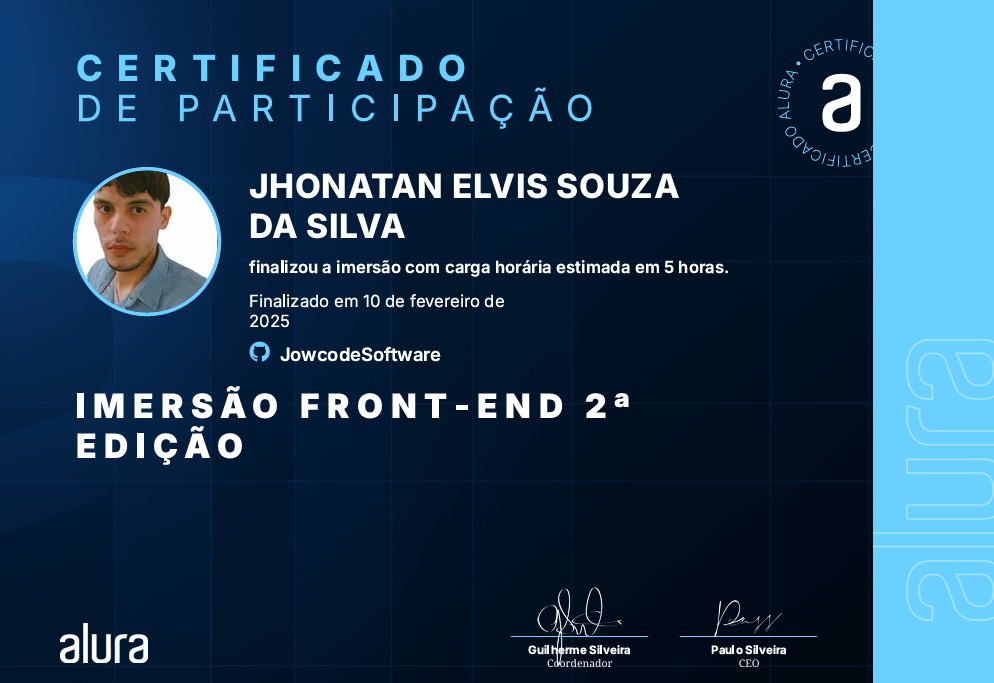 CERTIFICADO
DE PARTICIPAÇÃO
CERTIFICADO ALURA • CERTIFIC
a
JHONATAN ELVIS SOUZA
DA SILVA
finalizou a imersão com carga horária estimada em 5 horas.
Finalizado em 10 de fevereiro de
2025
JowcodeSoftware
IMERSÃO FRONT-END 2ª
EDIÇÃO
alura
Guilherme Silveira
Coordenador
Paulo Silveira
CEO
alura